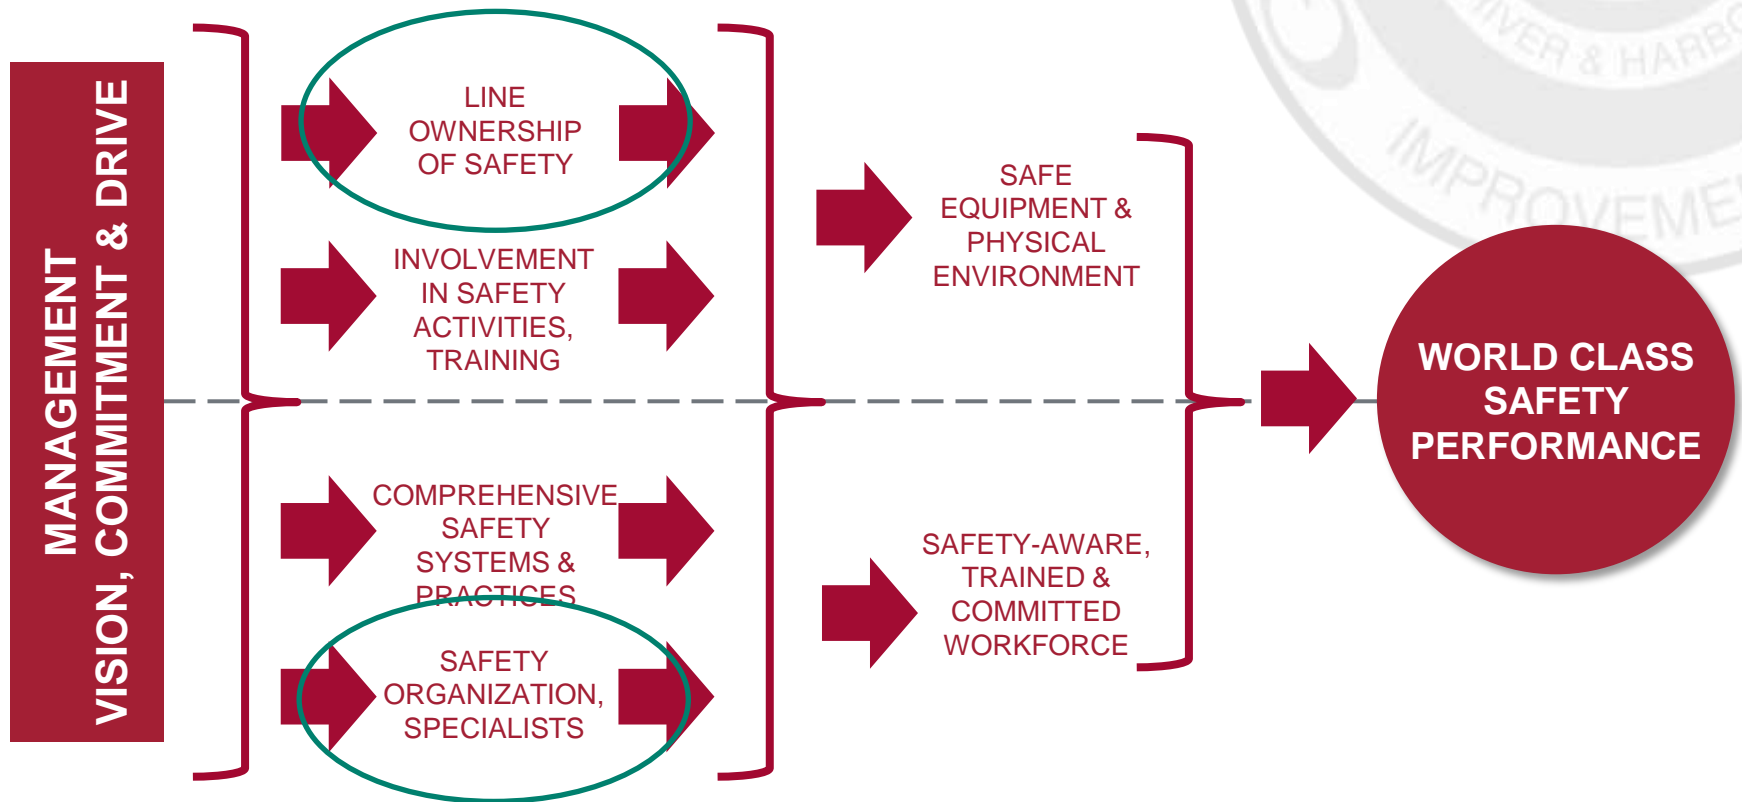 MANAGEMENT
VISION, COMMITMENT & DRIVE
LINE
OWNERSHIP
OF SAFETY
INVOLVEMENT
IN SAFETY
ACTIVITIES,
TRAINING
COMPREHENSIVE
SAFETY
SYSTEMS &
PRACTICES
SAFETY
ORGANIZATION,
SPECIALISTS
SAFE
EQUIPMENT &
PHYSICAL
ENVIRONMENT
SAFETY-AWARE,
TRAINED &
COMMITTED
WORKFORCE
WORLD CLASS
SAFETY
PERFORMANCE
& HARBO
IMPROVEMEN